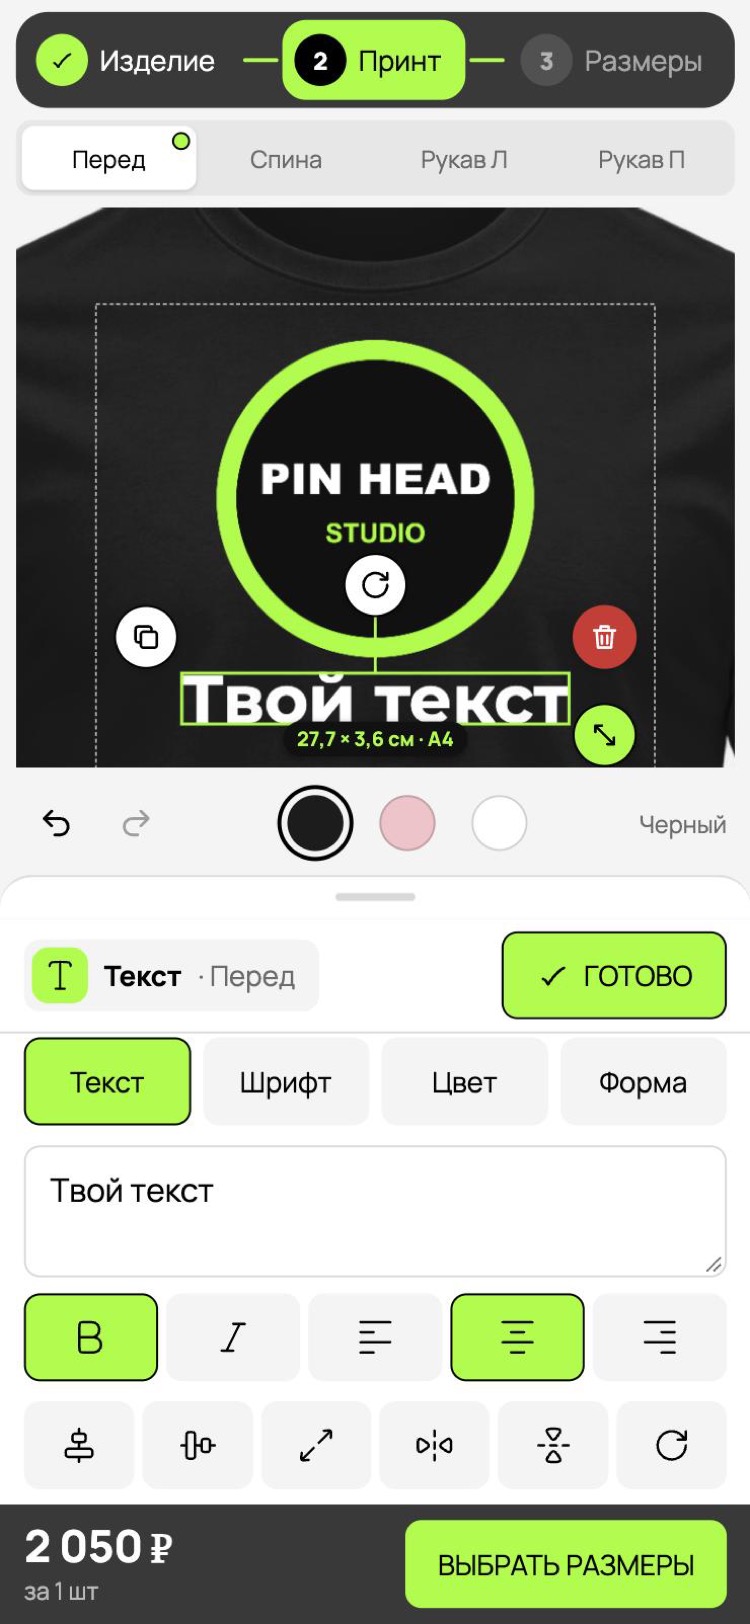 Изделие
2 Принт
3 Размеры
Перед
Спина
Рукав Л
Рукав П
PIN HEAD
STUDIO
Твой текст
27,7 × 3,6 см · A4
Черный
Текст · Перед
ГОТОВО
Текст
Шрифт
Цвет
Форма
Твой текст
B
I
2 050 ₽
за 1 шт
ВЫБРАТЬ РАЗМЕРЫ